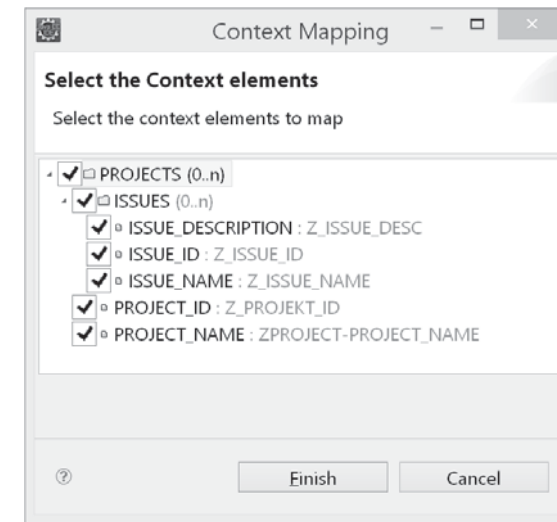 Context Mapping
Select the Context elements
Select the context elements to map
PROJECTS (0..n)
ISSUES (0..n)
ISSUE_DESCRIPTION : Z_ISSUE_DESC
ISSUE_ID : Z_ISSUE_ID
ISSUE_NAME : Z_ISSUE_NAME
PROJECT_ID : Z_PROJEKT_ID
PROJECT_NAME : ZPROJECT-PROJECT_NAME
? Finish Cancel